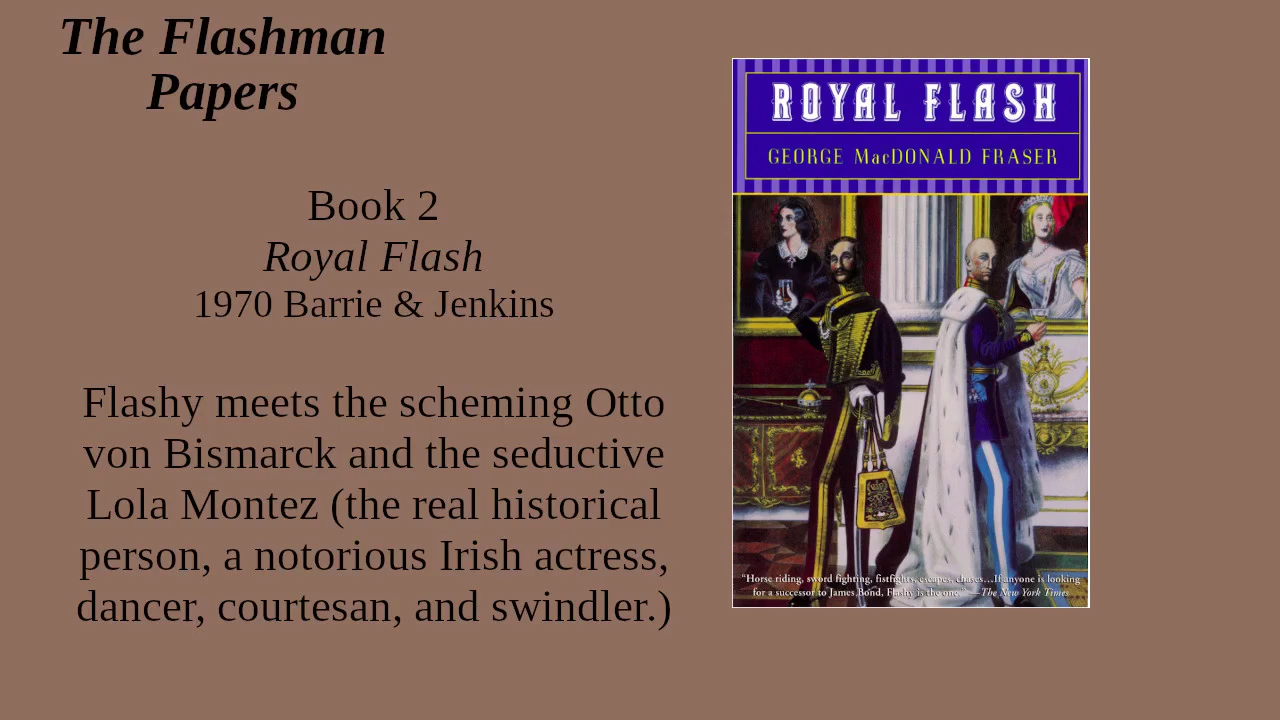 The Flashman
Papers
Book 2
Royal Flash
1970 Barrie & Jenkins
Flashy meets the scheming Otto
von Bismarck and the seductive
Lola Montez (the real historical
person, a notorious Irish actress,
dancer, courtesan, and swindler.)
ROYAL FLASH
GEORGE MacDONALD FRASER
"Horse riding, sword fighting, fistfights, escapes, chases…If anyone is looking
for a successor to James Bond, Flashy is the one." —The New York Times